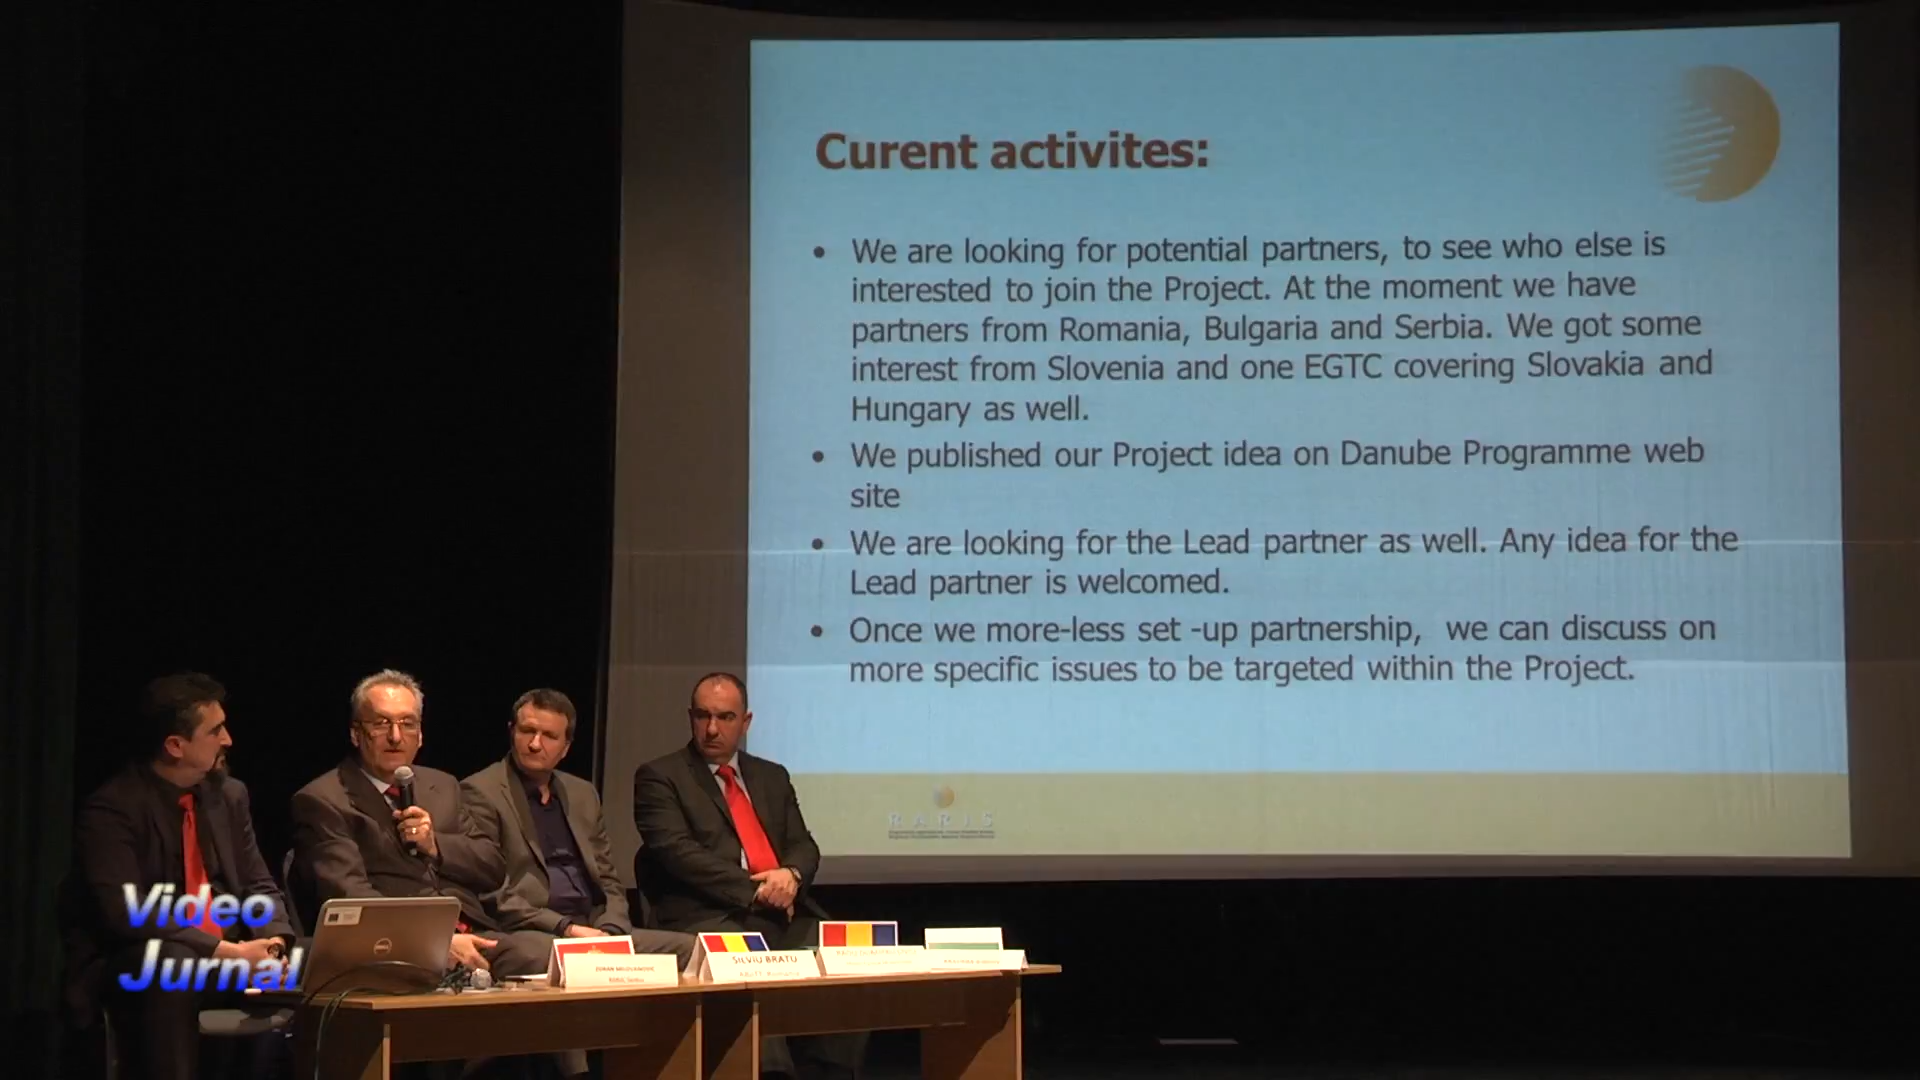 Curent activites:
• We are looking for potential partners, to see who else is
interested to join the Project. At the moment we have
partners from Romania, Bulgaria and Serbia. We got some
interest from Slovenia and one EGTC covering Slovakia and
Hungary as well.
• We published our Project idea on Danube Programme web
site
• We are looking for the Lead partner as well. Any idea for the
Lead partner is welcomed.
• Once we more-less set -up partnership, we can discuss on
more specific issues to be targeted within the Project.
RARIS
Video
Jurnal
DELL
SILVIU BRATU